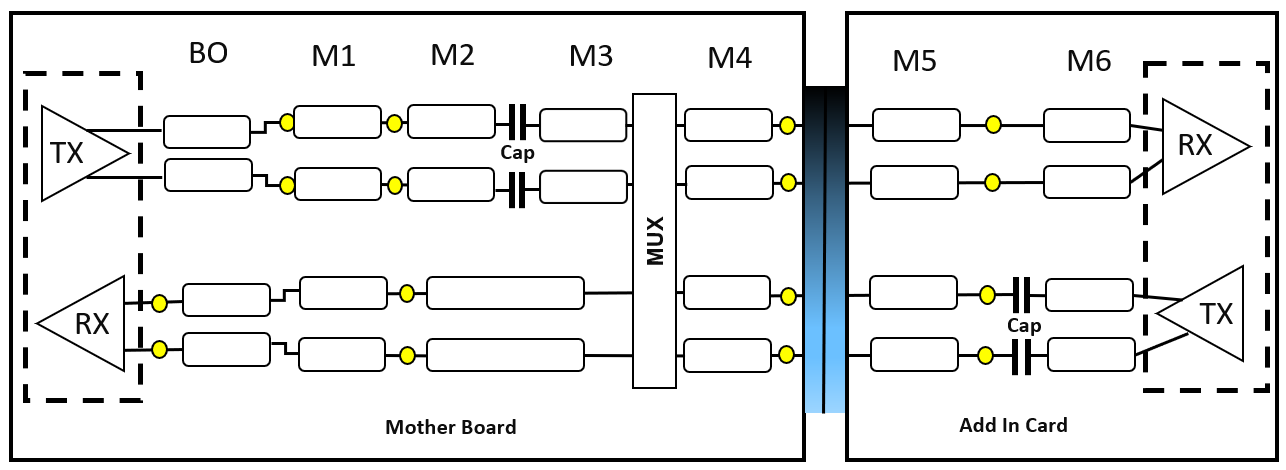 BO M1 M2 M3 M4 M5 M6
TX RX
Cap
MUX
RX TX
Cap
Mother Board Add In Card